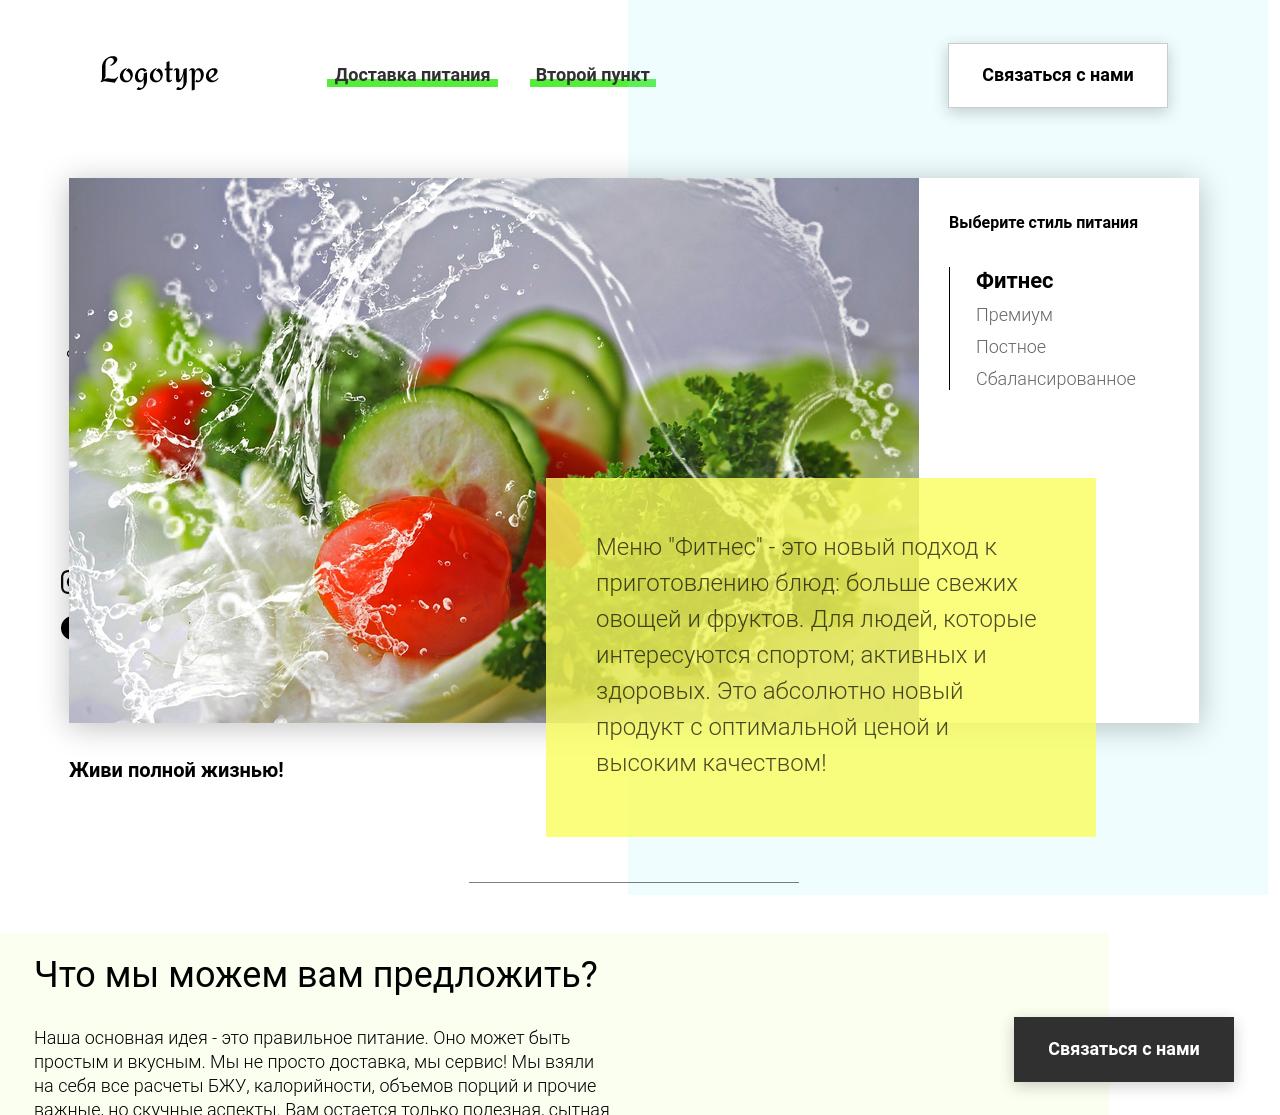 Logotype
Доставка питания
Второй пункт
Связаться с нами
Выберите стиль питания
Фитнес
Премиум
Постное
Сбалансированное
Меню "Фитнес" - это новый подход к
приготовлению блюд: больше свежих
овощей и фруктов. Для людей, которые
интересуются спортом; активных и
здоровых. Это абсолютно новый
продукт с оптимальной ценой и
высоким качеством!
Живи полной жизнью!
Что мы можем вам предложить?
Наша основная идея - это правильное питание. Оно может быть
простым и вкусным. Мы не просто доставка, мы сервис! Мы взяли
на себя все расчеты БЖУ, калорийности, объемов порций и прочие
важные, но скучные аспекты. Вам остается только полезная, сытная
Связаться с нами